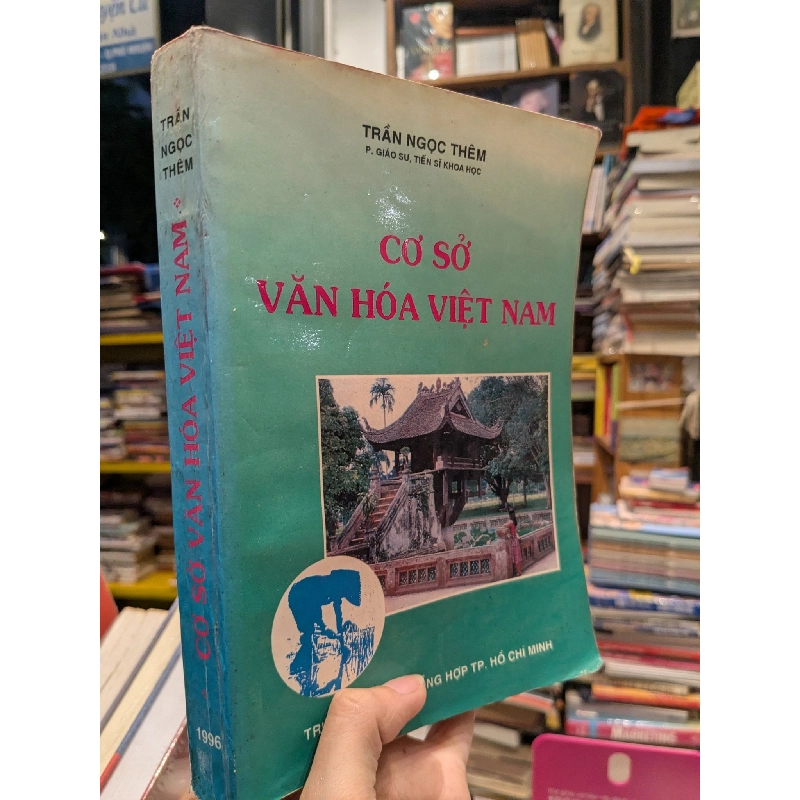 TRẦN NGỌC THÊM
P. GIÁO SƯ, TIẾN SĨ KHOA HỌC
CƠ SỞ
VĂN HÓA VIỆT NAM
HỢP TP. HỒ CHÍ MINH
TRẦN
NGỌC
THÊM
CƠ SỞ VĂN HÓA VIỆT NAM
1996
MARKETING